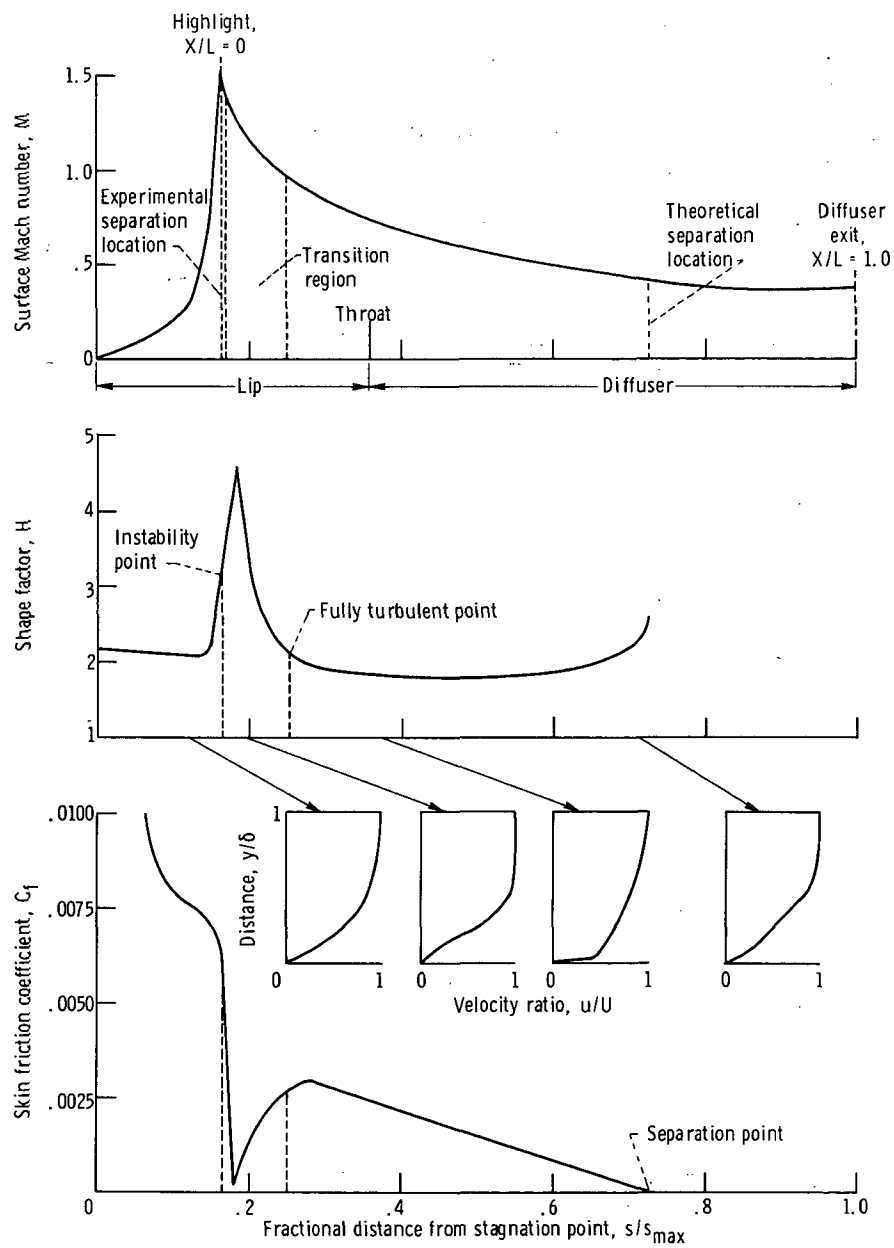 Highlight,
X/L = 0
1.5
1.0
.5
0
Surface Mach number, M
Experimental
separation
location
Transition
region
Throat
Theoretical
separation
location
Diffuser
exit,
X/L = 1.0
Lip
Diffuser
5
4
3
2
1
Shape factor, H
Instability
point
Fully turbulent point
.0100
.0075
.0050
.0025
Skin friction coefficient, Cf
1
Distance, y/δ
0 1
0 1
0 1
0 1
Velocity ratio, u/U
Separation point
0 .2 .4 .6 .8 1.0
Fractional distance from stagnation point, s/smax